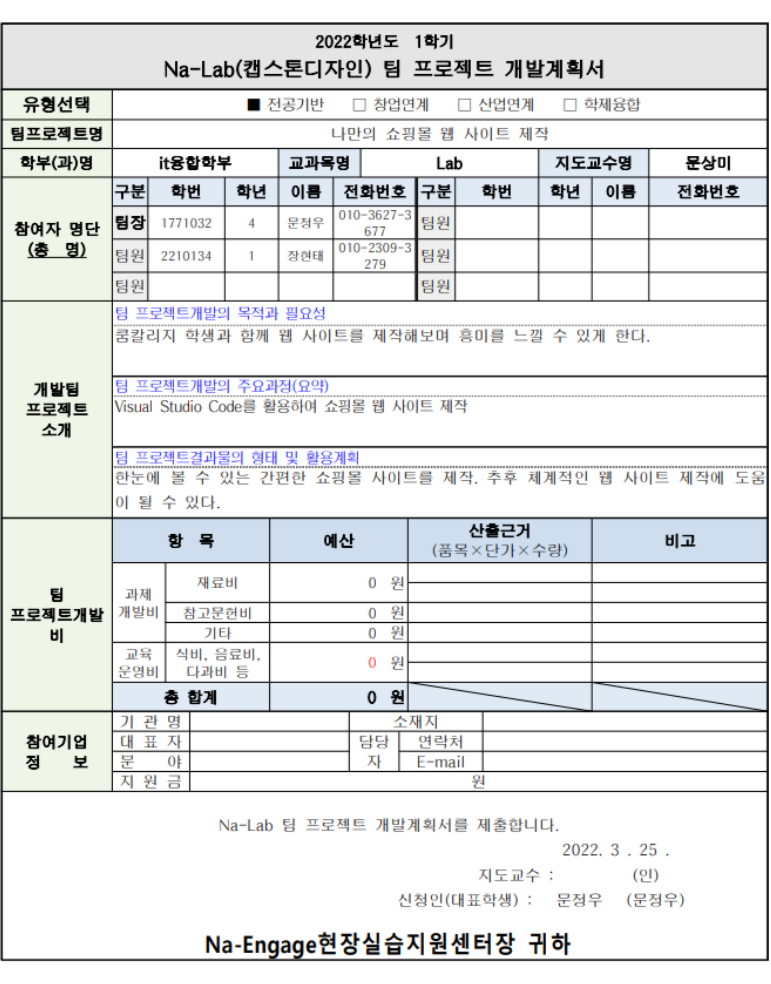 2022학년도 1학기
Na-Lab(캡스톤디자인) 팀 프로젝트 개발계획서
유형선택 ■ 전공기반 □ 창업연계 □ 산업연계 □ 학제융합
팀프로젝트명 나만의 쇼핑몰 웹 사이트 제작
학부(과)명 it융합학부 교과목명 Lab 지도교수명 문상미
참여자 명단
(총 명)
구분 학번 학년 이름 전화번호 구분 학번 학년 이름 전화번호
팀장 1771032 4 문정우 010-3627-3677 팀원
팀원 2210134 1 장현태 010-2309-3279 팀원
팀원 팀원
개발팀
프로젝트
소개
팀 프로젝트개발의 목적과 필요성
쿰칼리지 학생과 함께 웹 사이트를 제작해보며 흥미를 느낄 수 있게 한다.
팀 프로젝트개발의 주요과정(요약)
Visual Studio Code를 활용하여 쇼핑몰 웹 사이트 제작
팀 프로젝트결과물의 형태 및 활용계획
한눈에 볼 수 있는 간편한 쇼핑몰 사이트를 제작. 추후 체계적인 웹 사이트 제작에 도움
이 될 수 있다.
팀
프로젝트개발
비
항 목 예산 산출근거 비고
(품목×단가×수량)
과제
개발비
재료비 0 원
참고문헌비 0 원
기타 0 원
교육
운영비
식비, 음료비,
다과비 등
0 원
총 합계 0 원
참여기업
정 보
기 관 명 소재지
대 표 자 담당자 연락처
분 야 E-mail
지 원 금 원
Na-Lab 팀 프로젝트 개발계획서를 제출합니다.
2022. 3 . 25 .
지도교수 : (인)
신청인(대표학생) : 문정우 (문정우)
Na-Engage현장실습지원센터장 귀하